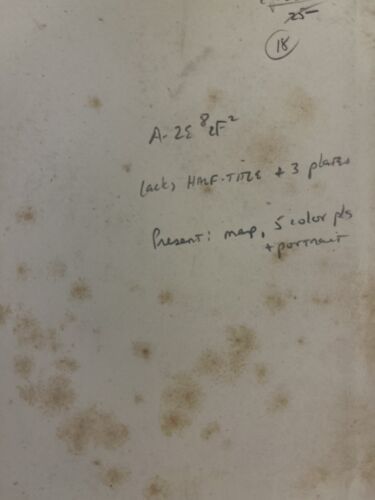 25-
18
A-2E⁸ 2F²
Lacks HALF-TITLE + 3 plates
Present: map, 5 color pls
+ portrait